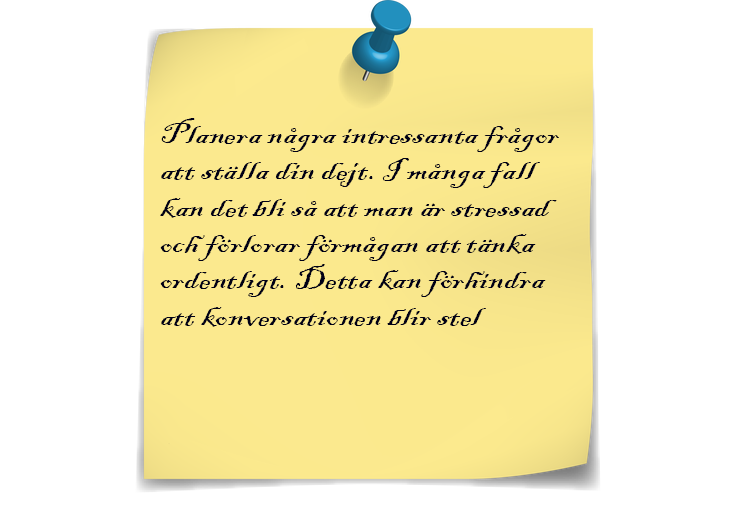 Planera några intressanta frågor
att ställa din dejt. I många fall
kan det bli så att man är stressad
och förlorar förmågan att tänka
ordentligt. Detta kan förhindra
att konversationen blir stel